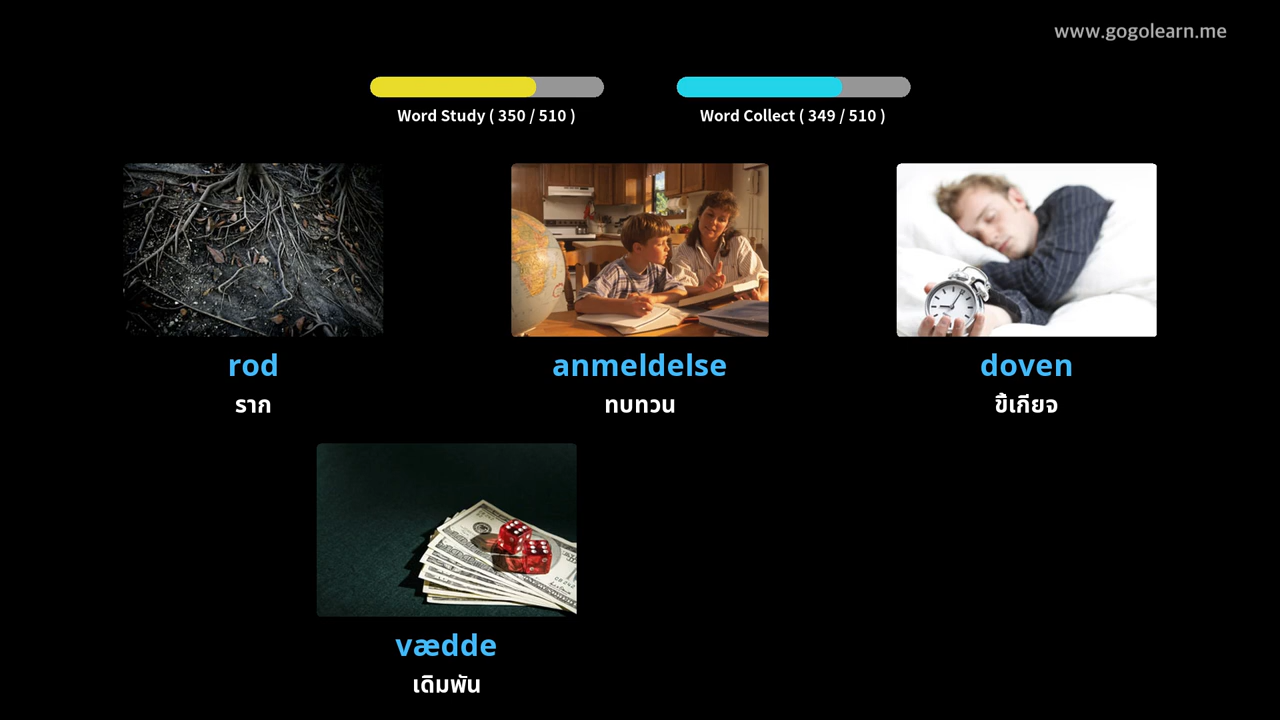 www.gogolearn.me
Word Study ( 350 / 510 )
Word Collect ( 349 / 510 )
rod
ราก
anmeldelse
ทบทวน
doven
ขี้เกียจ
vædde
เดิมพัน